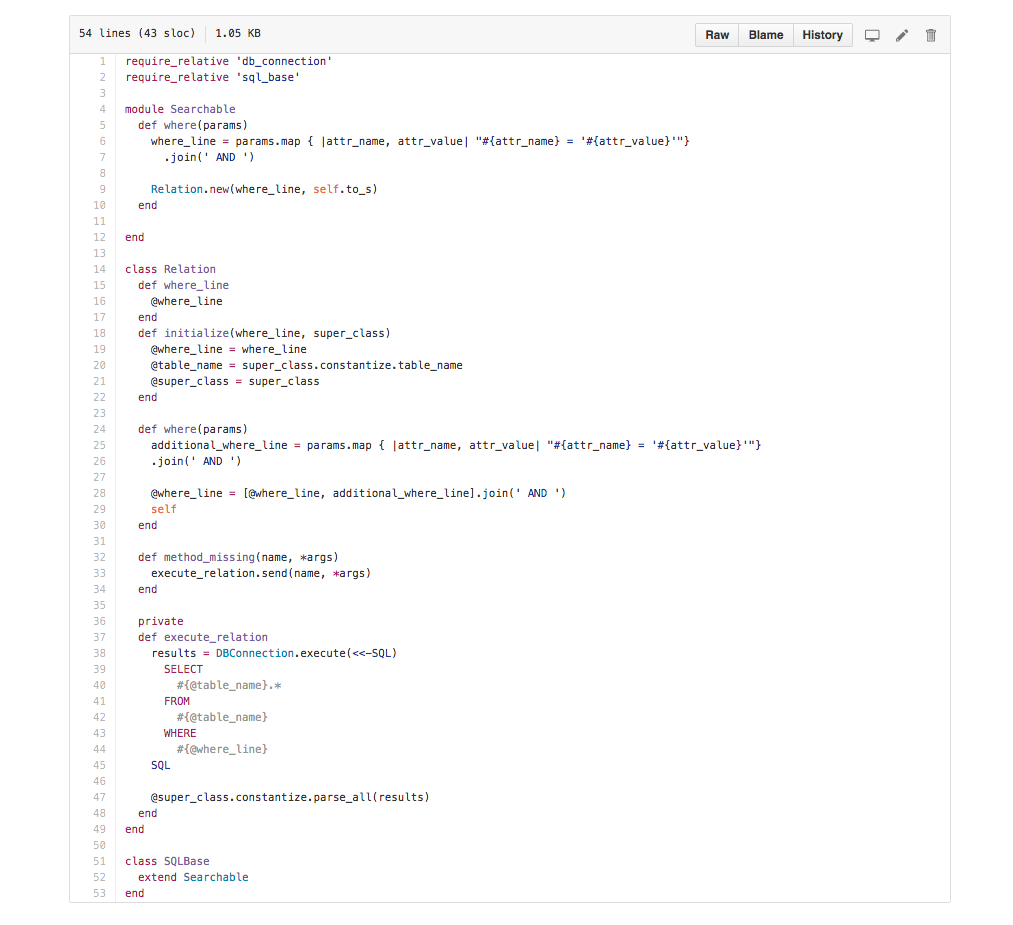 54 lines (43 sloc) 1.05 KB
Raw Blame History
1 require_relative 'db_connection'
2 require_relative 'sql_base'
3
4 module Searchable
5   def where(params)
6     where_line = params.map { |attr_name, attr_value| "#{attr_name} = '#{attr_value}'"}
7       .join(' AND ')
8
9     Relation.new(where_line, self.to_s)
10   end
11
12 end
13
14 class Relation
15   def where_line
16     @where_line
17   end
18   def initialize(where_line, super_class)
19     @where_line = where_line
20     @table_name = super_class.constantize.table_name
21     @super_class = super_class
22   end
23
24   def where(params)
25     additional_where_line = params.map { |attr_name, attr_value| "#{attr_name} = '#{attr_value}'"}
26     .join(' AND ')
27
28     @where_line = [@where_line, additional_where_line].join(' AND ')
29     self
30   end
31
32   def method_missing(name, *args)
33     execute_relation.send(name, *args)
34   end
35
36   private
37   def execute_relation
38     results = DBConnection.execute(<<-SQL)
39       SELECT
40         #{@table_name}.*
41       FROM
42         #{@table_name}
43       WHERE
44         #{@where_line}
45     SQL
46
47     @super_class.constantize.parse_all(results)
48   end
49 end
50
51 class SQLBase
52   extend Searchable
53 end